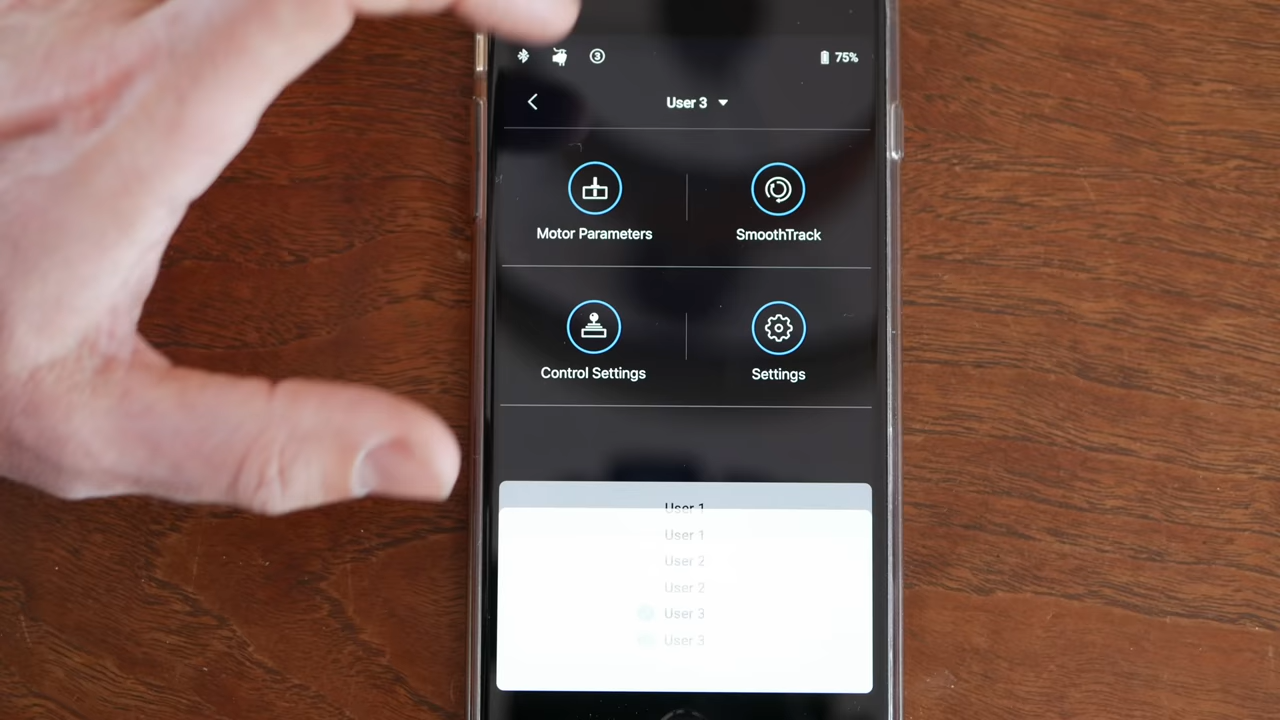 3 75%
User 3
Motor Parameters SmoothTrack
Control Settings Settings
User 1
User 1
User 2
User 2
User 3
User 3